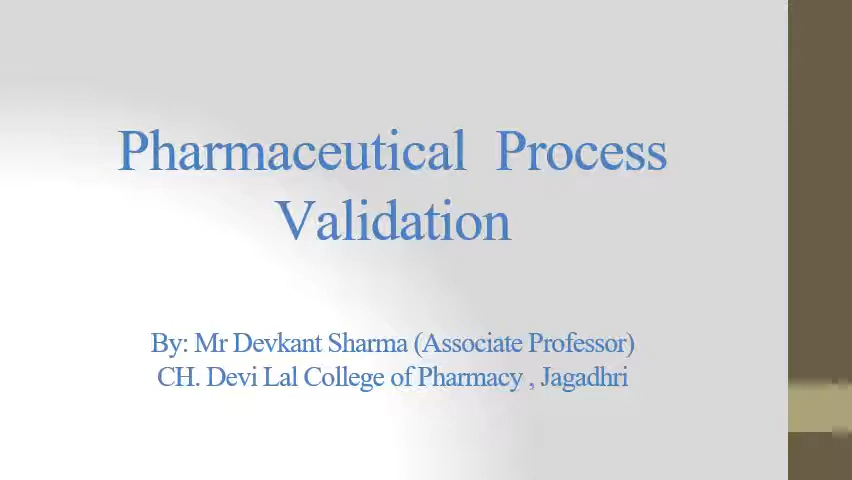 Pharmaceutical Process
Validation
By: Mr Devkant Sharma (Associate Professor)
CH. Devi Lal College of Pharmacy , Jagadhri